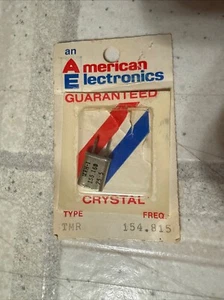 an
American
Electronics
GUARANTEED
CRYSTAL
TYPE FREQ
TMR 154.815